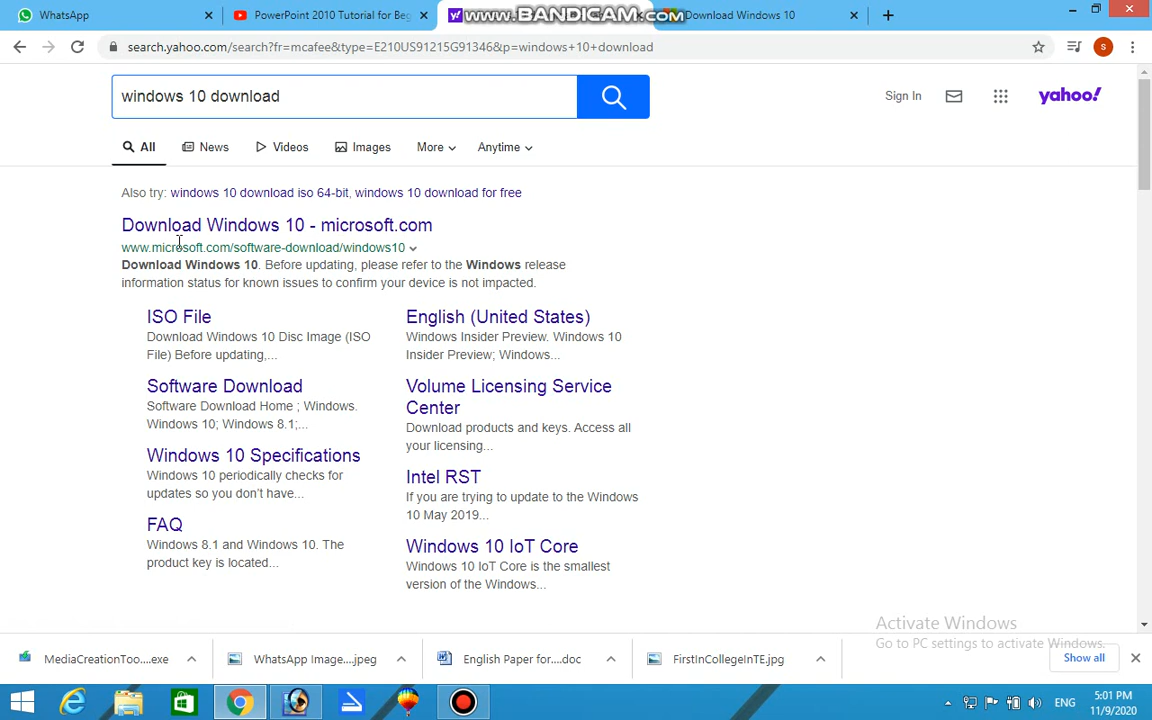 WhatsApp
PowerPoint 2010 Tutorial for Beg
WWW.BANDICAM.COM
Download Windows 10
search.yahoo.com/search?fr=mcafee&type=E210US91215G91346&p=windows+10+download
S
windows 10 download
Sign In
yahoo!
All
News
Videos
Images
More
Anytime
Also try: windows 10 download iso 64-bit, windows 10 download for free
Download Windows 10 - microsoft.com
www.microsoft.com/software-download/windows10
Download Windows 10. Before updating, please refer to the Windows release
information status for known issues to confirm your device is not impacted.
ISO File
Download Windows 10 Disc Image (ISO
File) Before updating,...
English (United States)
Windows Insider Preview. Windows 10
Insider Preview; Windows...
Software Download
Software Download Home ; Windows.
Windows 10; Windows 8.1;...
Volume Licensing Service
Center
Download products and keys. Access all
your licensing...
Windows 10 Specifications
Windows 10 periodically checks for
updates so you don't have...
Intel RST
If you are trying to update to the Windows
10 May 2019...
FAQ
Windows 8.1 and Windows 10. The
product key is located...
Windows 10 IoT Core
Windows 10 IoT Core is the smallest
version of the Windows...
Activate Windows
Go to PC settings to activate Windows.
MediaCreationToo....exe
WhatsApp Image....jpeg
English Paper for....doc
FirstInCollegeInTE.jpg
Show all
ENG
5:01 PM
11/9/2020